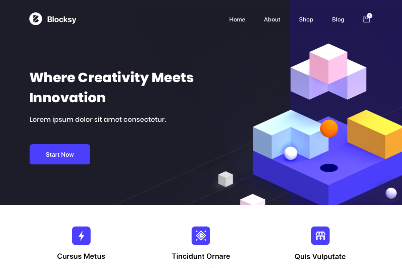 Blocksy
Home About Shop Blog
Where Creativity Meets
Innovation
Lorem ipsum dolor sit amet consectetur.
Start Now
Cursus Metus
Tincidunt Ornare
Quis Vulputate